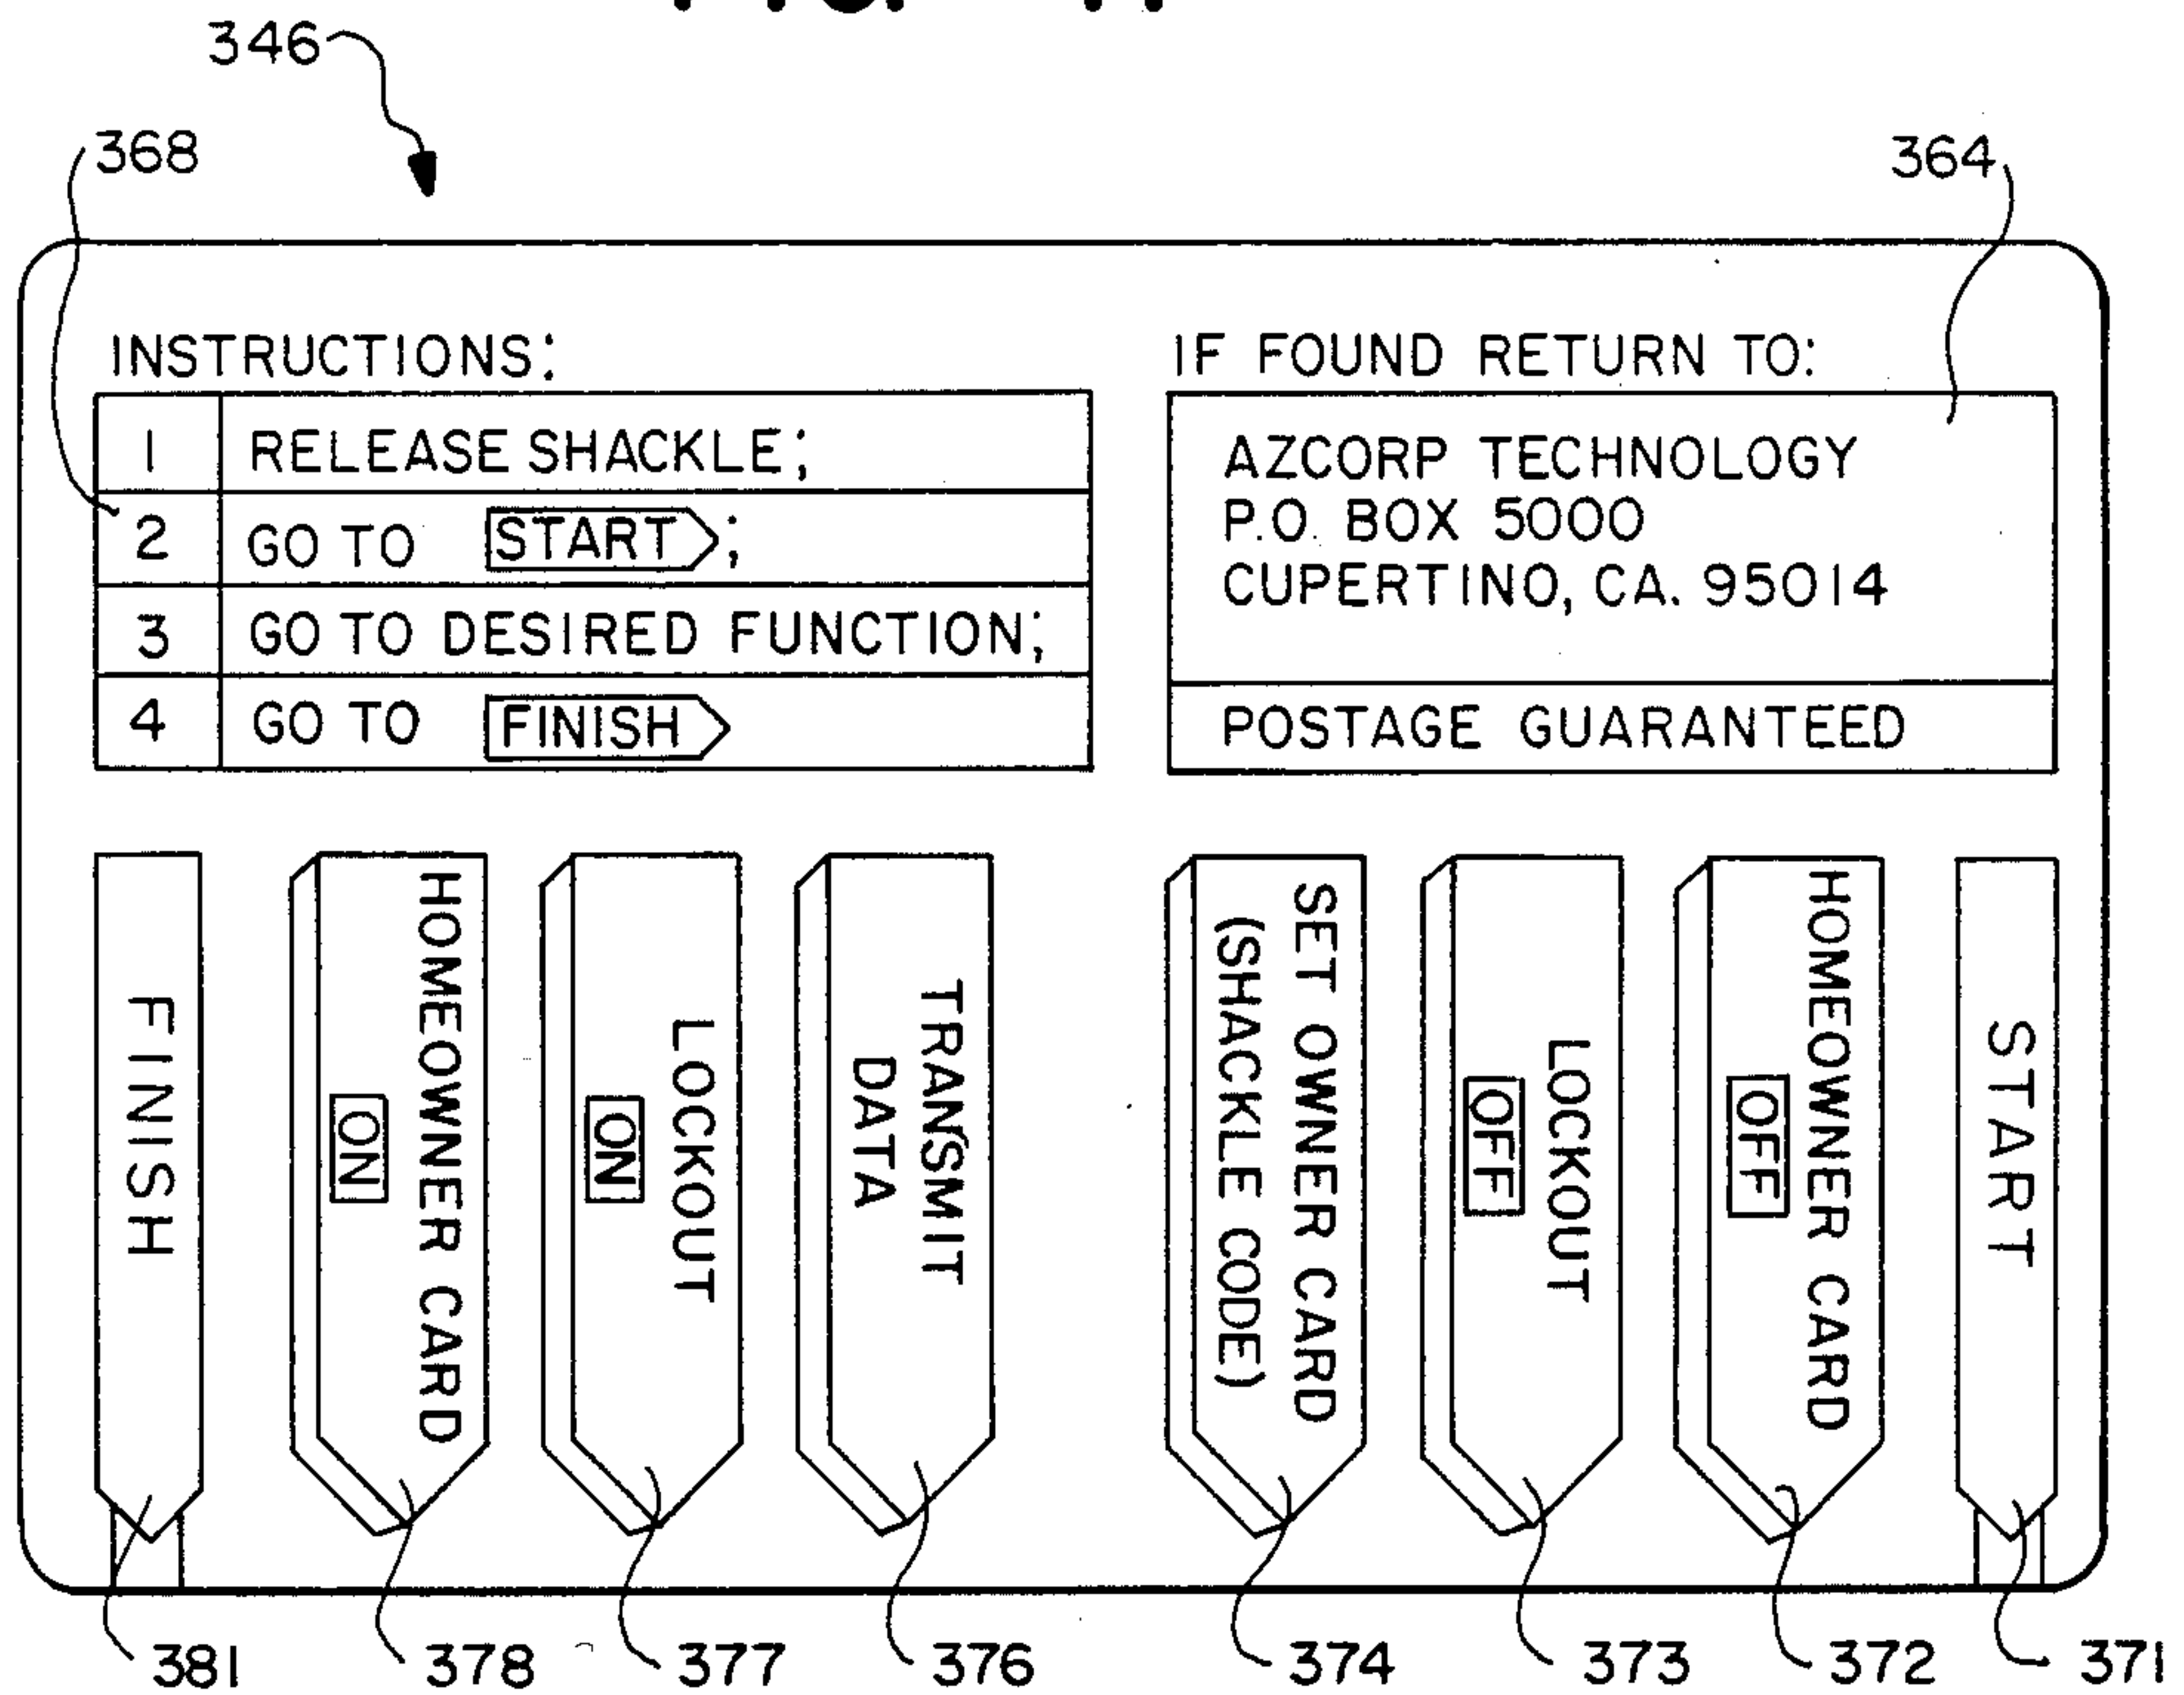 346
368
364
INSTRUCTIONS:
1 RELEASE SHACKLE;
2 GO TO START;
3 GO TO DESIRED FUNCTION;
4 GO TO FINISH
IF FOUND RETURN TO:
AZCORP TECHNOLOGY
P.O. BOX 5000
CUPERTINO, CA. 95014
POSTAGE GUARANTEED
FINISH
HOMEOWNER CARD
ON
LOCKOUT
ON
TRANSMIT
DATA
SET OWNER CARD
(SHACKLE CODE)
LOCKOUT
OFF
HOMEOWNER CARD
OFF
START
381
378
377
376
374
373
372
371